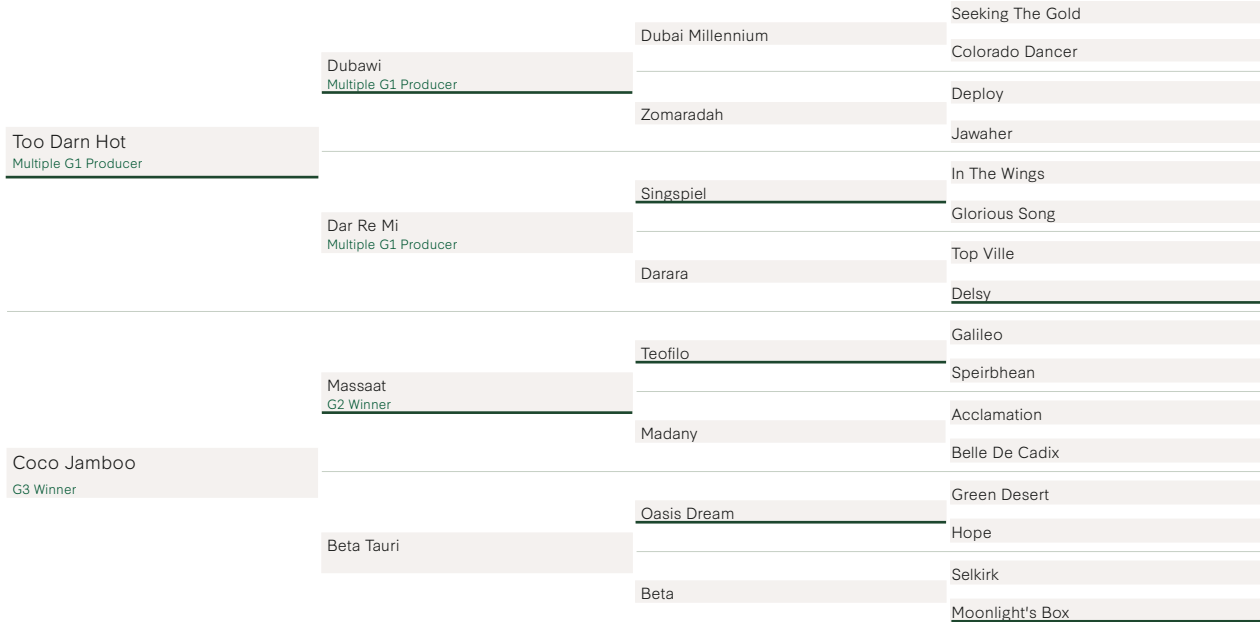 Too Darn Hot
Multiple G1 Producer
Coco Jamboo
G3 Winner
Dubawi
Multiple G1 Producer
Dar Re Mi
Multiple G1 Producer
Massaat
G2 Winner
Beta Tauri
Dubai Millennium
Zomaradah
Singspiel
Darara
Teofilo
Madany
Oasis Dream
Beta
Seeking The Gold
Colorado Dancer
Deploy
Jawaher
In The Wings
Glorious Song
Top Ville
Delsy
Galileo
Speirbhean
Acclamation
Belle De Cadix
Green Desert
Hope
Selkirk
Moonlight's Box